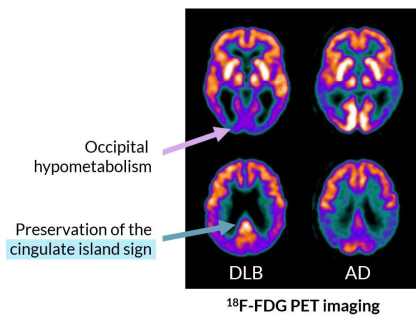 Occipital
hypometabolism
Preservation of the
cingulate island sign
DLB
AD
¹⁸F-FDG PET imaging